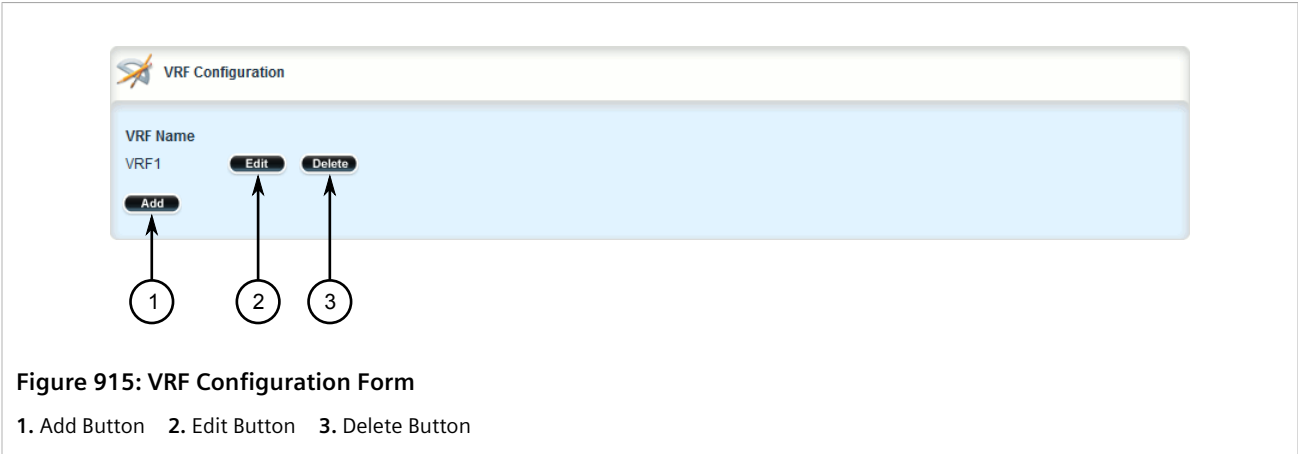 VRF Configuration
VRF Name
VRF1 Edit Delete
Add
1 2 3
Figure 915: VRF Configuration Form
1. Add Button 2. Edit Button 3. Delete Button